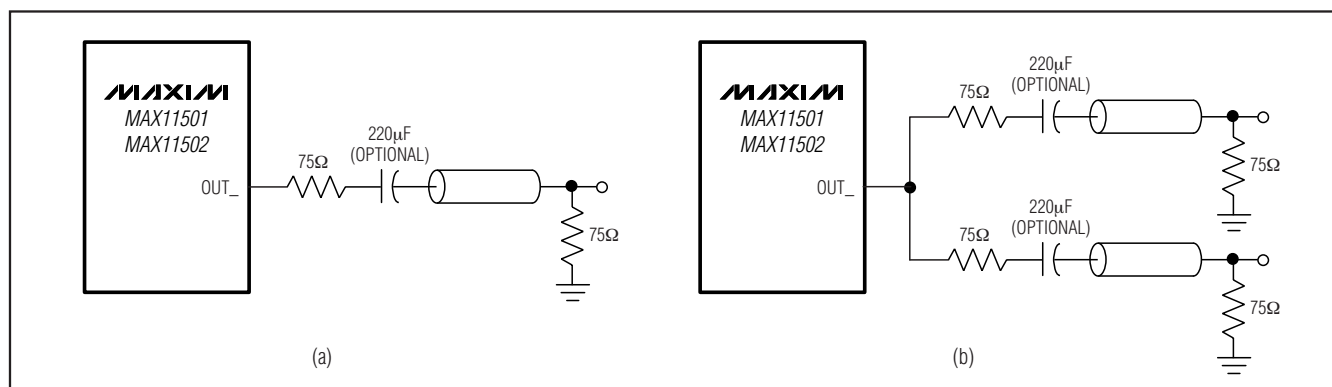 MAXIM
MAX11501
MAX11502
OUT_
75Ω
220µF
(OPTIONAL)
75Ω
(a)
MAXIM
MAX11501
MAX11502
OUT_
75Ω
220µF
(OPTIONAL)
75Ω
75Ω
220µF
(OPTIONAL)
75Ω
(b)